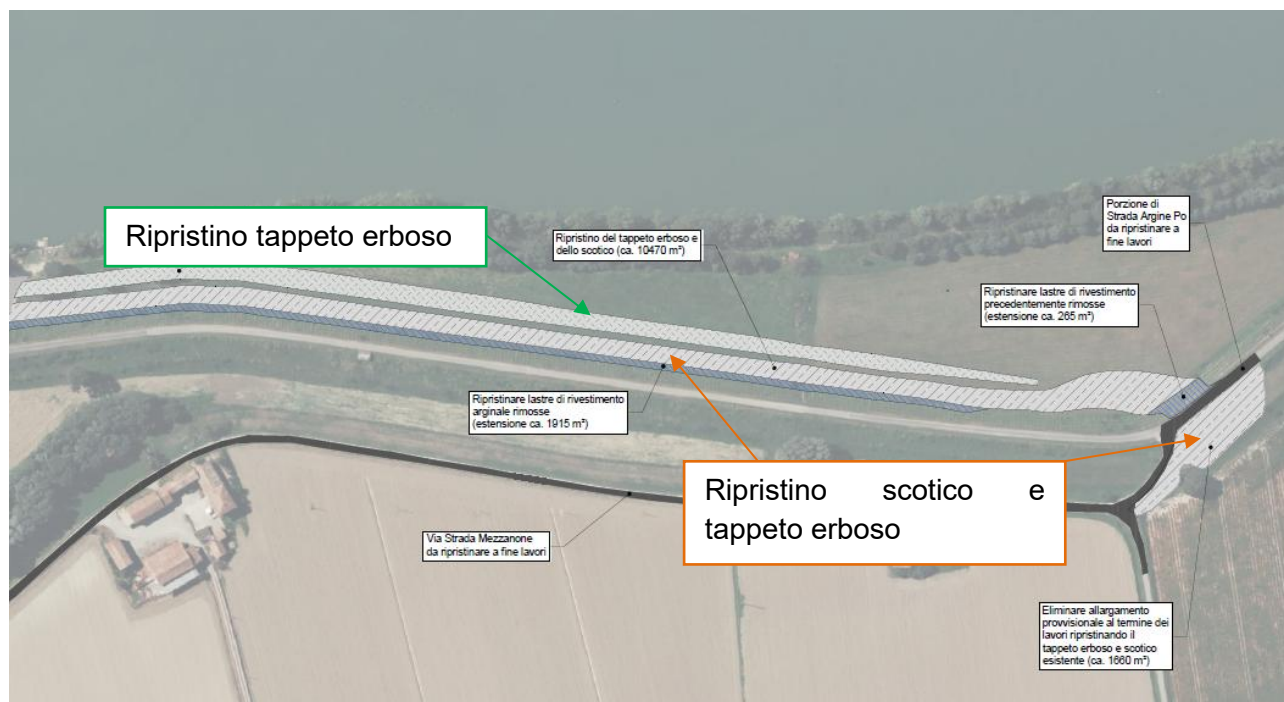 Porzione di
Strada Argine Po
da ripristinare a
fine lavori
Ripristino tappeto erboso
Ripristino del tappeto erboso e
dello scotico (ca. 10470 m²)
Ripristinare lastre di rivestimento
precedentemente rimosse
(estensione ca. 265 m²)
Ripristinare lastre di rivestimento
arginale rimosse
(estensione ca. 1915 m²)
Ripristino scotico e
tappeto erboso
Via Strada Mezzanone
da ripristinare a fine lavori
Eliminare allargamento
provvisionale al termine dei
lavori ripristinando il
tappeto erboso e scotico
esistente (ca. 1660 m²)